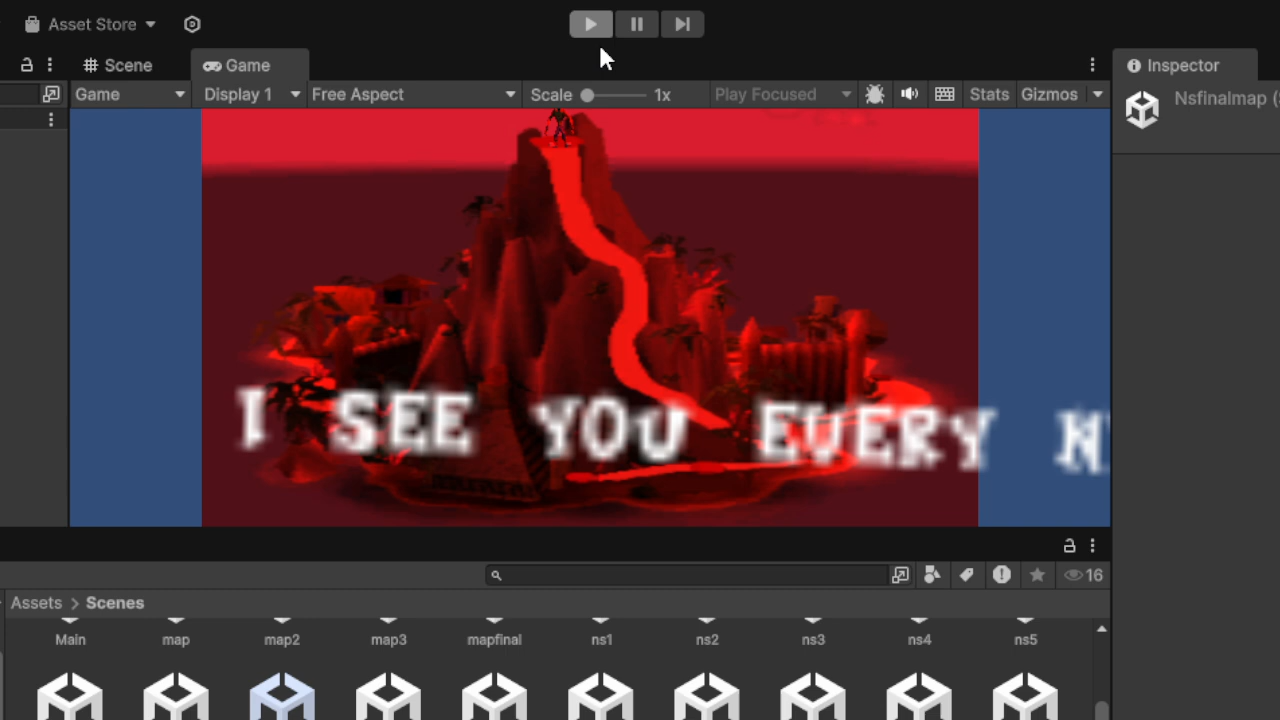 Asset Store
Scene
Game
Inspector
Game
Display 1
Free Aspect
Scale
1x
Play Focused
Stats
Gizmos
Nsfinalmap (
I SEE YOU EVERY N
16
Assets > Scenes
Main
map
map2
map3
mapfinal
ns1
ns2
ns3
ns4
ns5